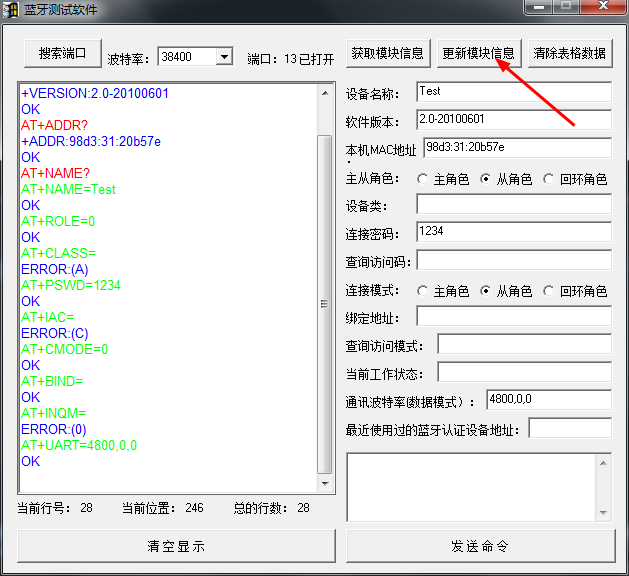 蓝牙测试软件
搜索端口
波特率：
38400
端口：13已打开
获取模块信息
更新模块信息
清除表格数据
+VERSION:2.0-20100601
OK
AT+ADDR?
+ADDR:98d3:31:20b57e
OK
AT+NAME?
AT+NAME=Test
OK
AT+ROLE=0
OK
AT+CLASS=
ERROR:(A)
AT+PSWD=1234
OK
AT+IAC=
ERROR:(C)
AT+CMODE=0
OK
AT+BIND=
OK
AT+INQM=
ERROR:(0)
AT+UART=4800,0,0
OK
当前行号： 28 当前位置： 246 总的行数： 28
清空显示
设备名称： Test
软件版本： 2.0-20100601
本机MAC地址： 98d3:31:20b57e
主从角色： 主角色 从角色 回环角色
设备类：
连接密码： 1234
查询访问码：
连接模式： 主角色 从角色 回环角色
绑定地址：
查询访问模式：
当前工作状态：
通讯波特率(数据模式）： 4800,0,0
最近使用过的蓝牙认证设备地址：
发送命令